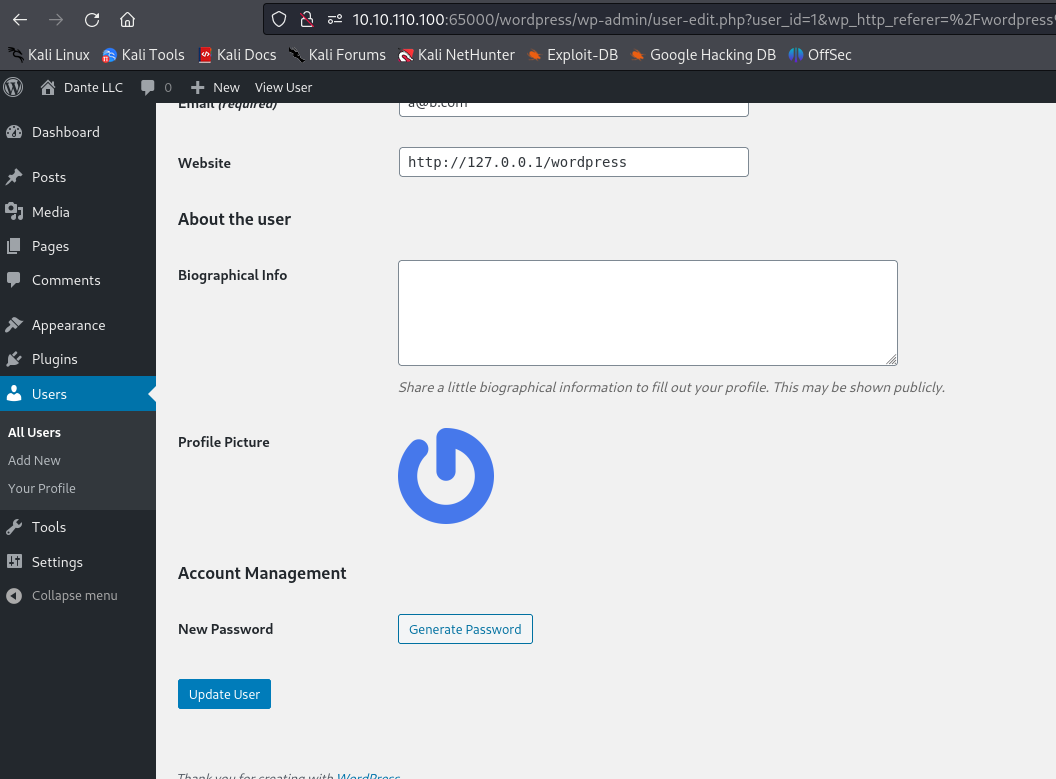 10.10.110.100:65000/wordpress/wp-admin/user-edit.php?user_id=1&wp_http_referer=%2Fwordpress
Kali Linux Kali Tools Kali Docs Kali Forums Kali NetHunter Exploit-DB Google Hacking DB OffSec
Dante LLC 0 New View User
Dashboard
Posts
Media
Pages
Comments
Appearance
Plugins
Users
All Users
Add New
Your Profile
Tools
Settings
Collapse menu
Email (required) a@b.com
Website http://127.0.0.1/wordpress
About the user
Biographical Info
Share a little biographical information to fill out your profile. This may be shown publicly.
Profile Picture
Account Management
New Password Generate Password
Update User
Thank you for creating with WordPress